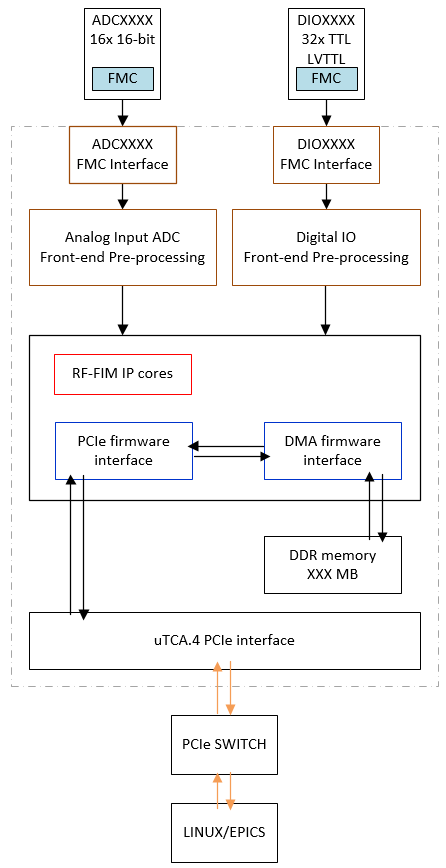 ADCXXXX
16x 16-bit
FMC
DIOXXXX
32x TTL
LVTTL
FMC
ADCXXXX
FMC Interface
DIOXXXX
FMC Interface
Analog Input ADC
Front-end Pre-processing
Digital IO
Front-end Pre-processing
RF-FIM IP cores
PCIe firmware
interface
DMA firmware
interface
DDR memory
XXX MB
uTCA.4 PCIe interface
PCIe SWITCH
LINUX/EPICS